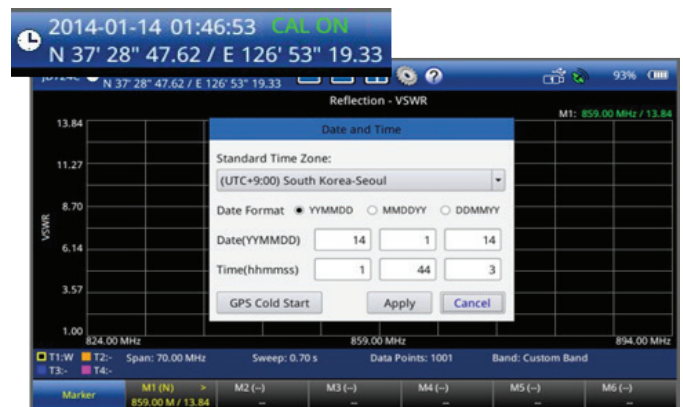 2014-01-14 01:46:53 CAL ON
N 37' 28" 47.62 / E 126' 53" 19.33
N 37' 28" 47.62 / E 126' 53" 19.33
93%
Reflection - VSWR
M1: 859.00 MHz / 13.84
13.84
Date and Time
Standard Time Zone:
11.27
(UTC+9:00) South Korea-Seoul
8.70
Date Format YYMMDD MMDDYY DDMMYY
VSWR
Date(YYMMDD) 14 1 14
6.14
Time(hhmmss) 1 44 3
3.57
GPS Cold Start Apply Cancel
1.00
824.00 MHz 859.00 MHz 894.00 MHz
T1:W T2:- Span: 70.00 MHz Sweep: 0.70 s Data Points: 1001 Band: Custom Band
T3:- T4:-
Marker M1 (N) > M2 (--) M3 (--) M4 (--) M5 (--) M6 (--)
859.00 M / 13.84 -- -- -- -- --